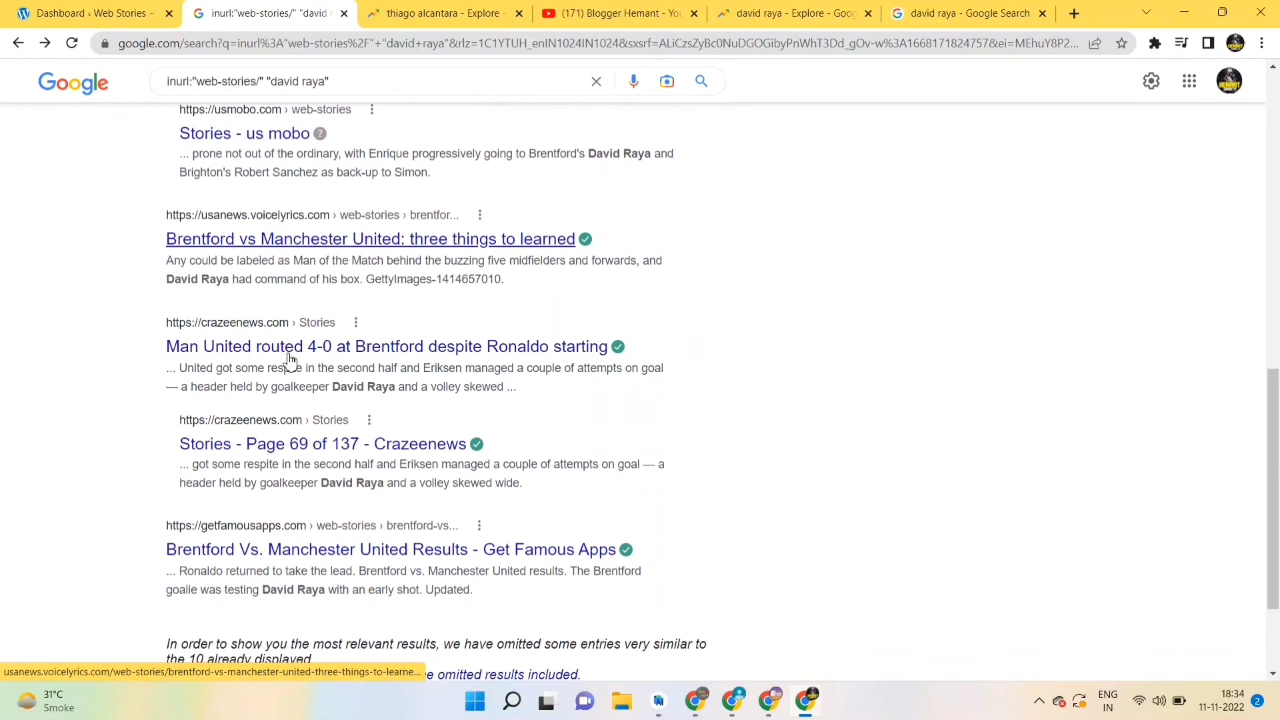 Dashboard ‹ Web Stories —
inurl:"web-stories/" "david ra
thiago alcantara - Explore -
(171) Blogger Hemant - You
david raya - Explore - Goog
david raya - Google Search
google.com/search?q=inurl%3A"web-stories%2F"+"david+raya"&rlz=1C1YTUH_enIN1024IN1024&sxsrf=ALiCzsZyBc0NuDGOGibyPnWhT3Dd_gOv-w%3A1668171824757&ei=MEhuY8P2...
Google
inurl:"web-stories/" "david raya"
https://usmobo.com › web-stories
Stories - us mobo
... prone not out of the ordinary, with Enrique progressively going to Brentford's David Raya and
Brighton's Robert Sanchez as back-up to Simon.
https://usanews.voicelyrics.com › web-stories › brentfor...
Brentford vs Manchester United: three things to learned
Any could be labeled as Man of the Match behind the buzzing five midfielders and forwards, and
David Raya had command of his box. GettyImages-1414657010.
https://crazeenews.com › Stories
Man United routed 4-0 at Brentford despite Ronaldo starting
... United got some respite in the second half and Eriksen managed a couple of attempts on goal
— a header held by goalkeeper David Raya and a volley skewed ...
https://crazeenews.com › Stories
Stories - Page 69 of 137 - Crazeenews
... got some respite in the second half and Eriksen managed a couple of attempts on goal — a
header held by goalkeeper David Raya and a volley skewed wide.
https://getfamousapps.com › web-stories › brentford-vs...
Brentford Vs. Manchester United Results - Get Famous Apps
... Ronaldo returned to take the lead. Brentford vs. Manchester United results. The Brentford
goalie was testing David Raya with an early shot. Updated.
In order to show you the most relevant results, we have omitted some entries very similar to
the 10 already displayed
e omitted results included.
usanews.voicelyrics.com/web-stories/brentford-vs-manchester-united-three-things-to-learne...
31°C
Smoke
ENG
IN
18:34
11-11-2022
2